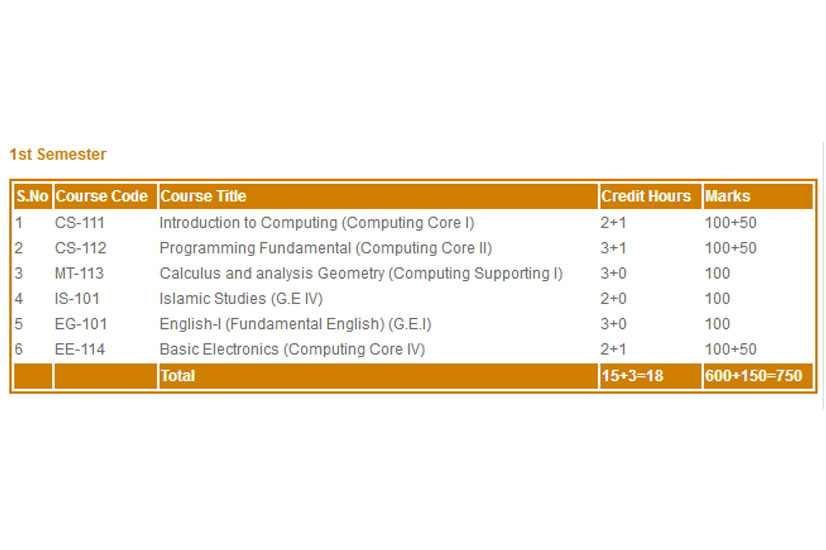 1st Semester
S.No Course Code Course Title Credit Hours Marks
1 CS-111 Introduction to Computing (Computing Core I) 2+1 100+50
2 CS-112 Programming Fundamental (Computing Core II) 3+1 100+50
3 MT-113 Calculus and analysis Geometry (Computing Supporting I) 3+0 100
4 IS-101 Islamic Studies (G.E IV) 2+0 100
5 EG-101 English-I (Fundamental English) (G.E.I) 3+0 100
6 EE-114 Basic Electronics (Computing Core IV) 2+1 100+50
Total 15+3=18 600+150=750